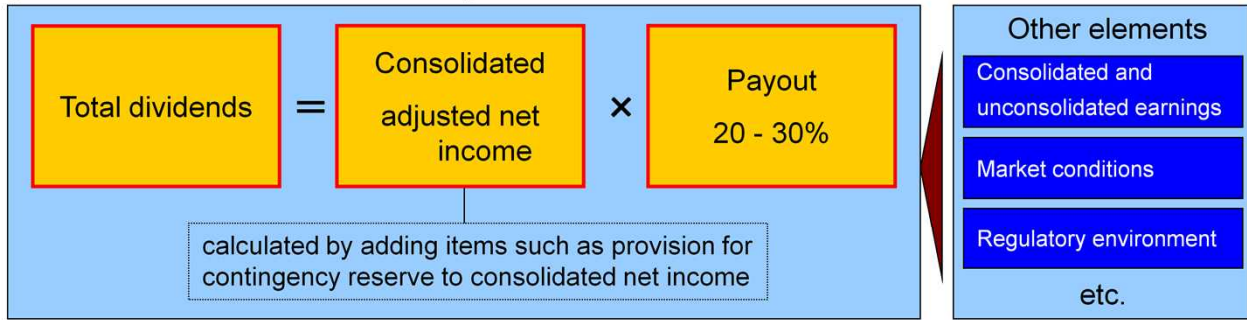 Total dividends
=
Consolidated
adjusted net
income
×
Payout
20 - 30%
calculated by adding items such as provision for
contingency reserve to consolidated net income
Other elements
Consolidated and
unconsolidated earnings
Market conditions
Regulatory environment
etc.